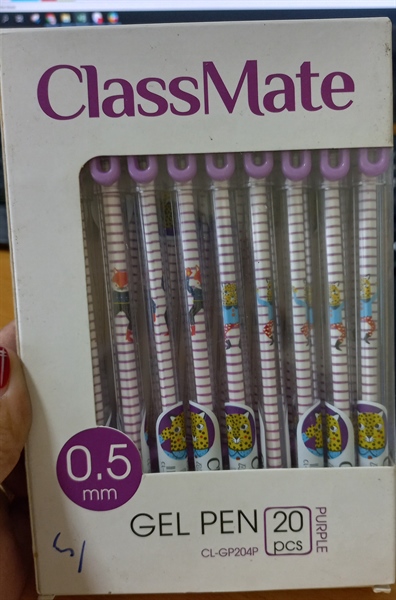 ClassMate
0.5
mm
GEL PEN
20
pcs
PURPLE
CL-GP204P